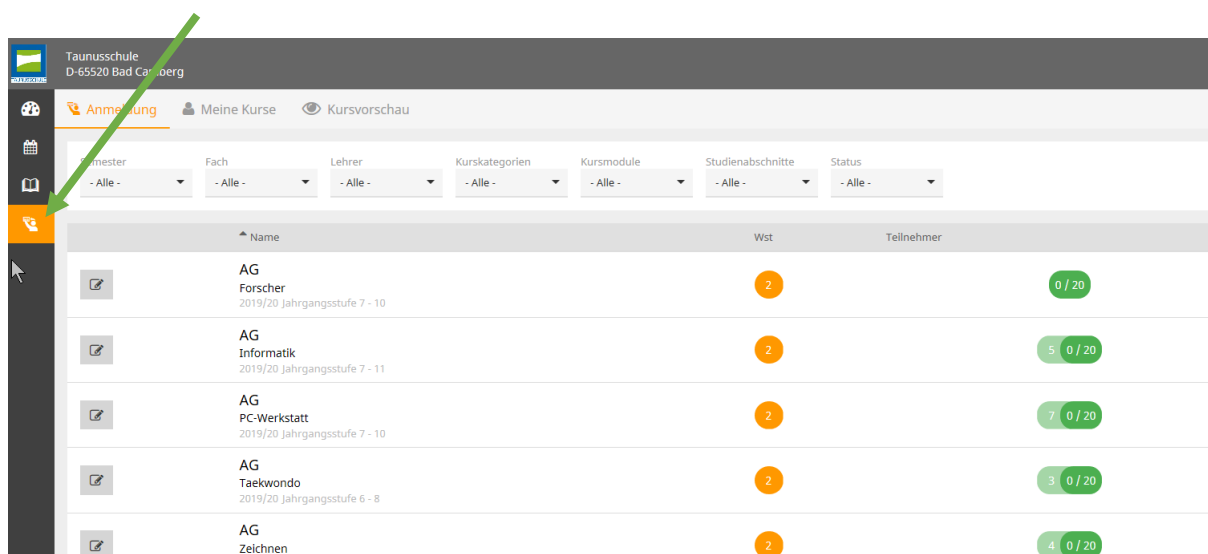 Taunusschule
D-65520 Bad Camberg
Anmeldung Meine Kurse Kursvorschau
Semester Fach Lehrer Kurskategorien Kursmodule Studienabschnitte Status
- Alle - - Alle - - Alle - - Alle - - Alle - - Alle - - Alle -
Name Wst Teilnehmer
AG
Forscher
2019/20 Jahrgangsstufe 7 - 10
2 0 / 20
AG
Informatik
2019/20 Jahrgangsstufe 7 - 11
2 5 0 / 20
AG
PC-Werkstatt
2019/20 Jahrgangsstufe 7 - 10
2 7 0 / 20
AG
Taekwondo
2019/20 Jahrgangsstufe 6 - 8
2 3 0 / 20
AG
Zeichnen
2 4 0 / 20